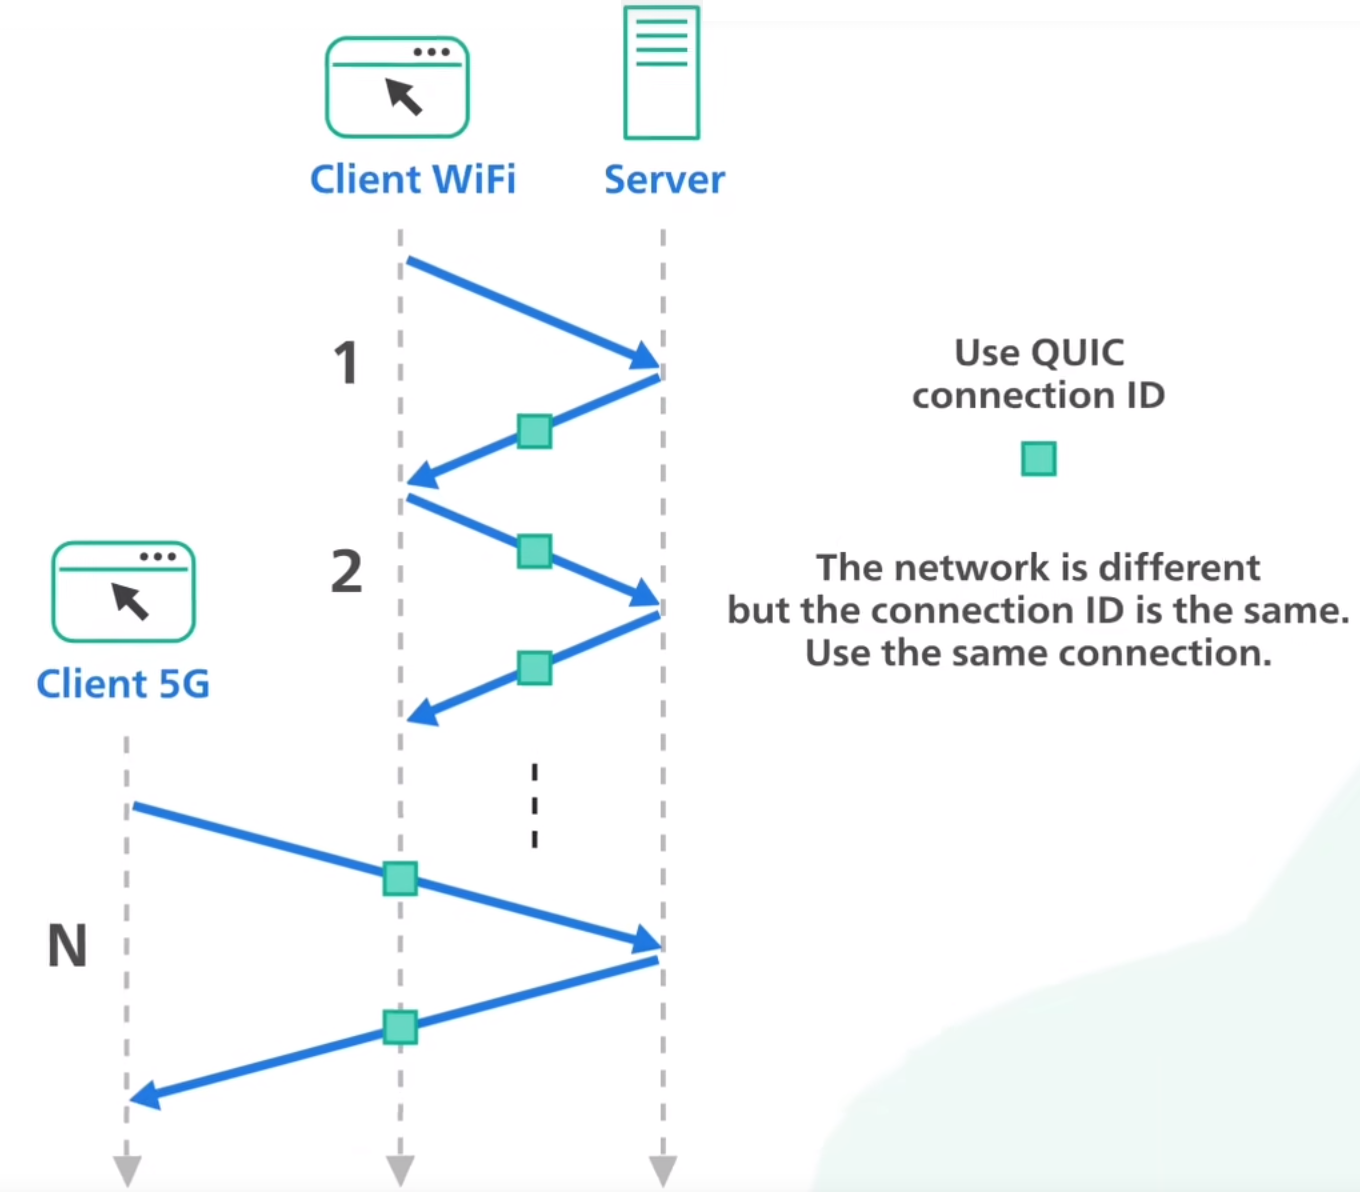 Client WiFi
Server
1
Use QUIC
connection ID
2
The network is different
but the connection ID is the same.
Use the same connection.
Client 5G
N